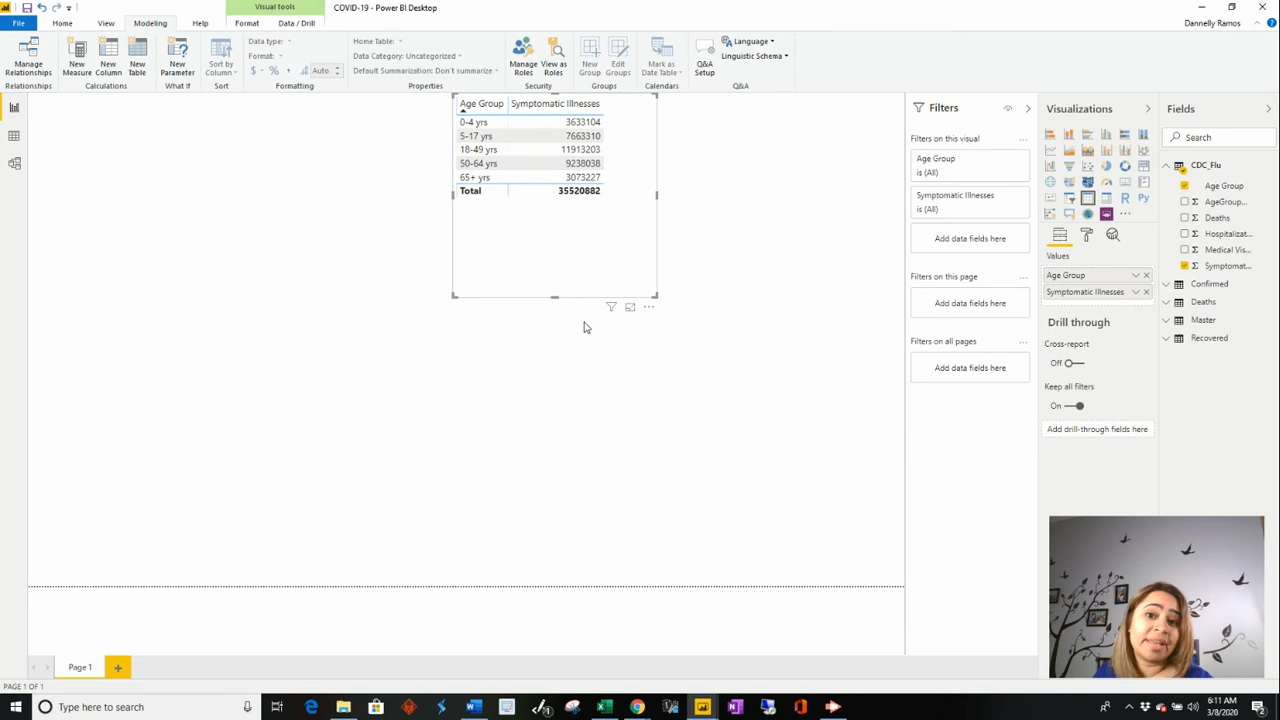 Visual tools
COVID-19 - Power BI Desktop
File
Home
View
Modeling
Help
Format
Data / Drill
Dannelly Ramos
Manage Relationships
New Measure
New Column
New Table
New Parameter
Sort by Column
Data type:
Format:
$ % , Auto
Home Table:
Data Category: Uncategorized
Default Summarization: Don't summarize
Manage Roles
View as Roles
New Group
Edit Groups
Mark as Date Table
Q&A Setup
Language
Linguistic Schema
Relationships
Calculations
What If
Sort
Formatting
Properties
Security
Groups
Calendars
Q&A
Age Group Symptomatic Illnesses
0-4 yrs 3633104
5-17 yrs 7663310
18-49 yrs 11913203
50-64 yrs 9238038
65+ yrs 3073227
Total 35520882
Filters
Filters on this visual
Age Group
is (All)
Symptomatic Illnesses
is (All)
Add data fields here
Filters on this page
Add data fields here
Filters on all pages
Add data fields here
Visualizations
R
Py
Values
Age Group
Symptomatic Illnesses
Drill through
Cross-report
Off
Keep all filters
On
Add drill-through fields here
Fields
Search
CDC_Flu
Age Group
AgeGroup...
Σ Deaths
Σ Hospitalizat...
Σ Medical Vis...
Σ Symptomat...
Confirmed
Deaths
Master
Recovered
Page 1
PAGE 1 OF 1
Type here to search
6:11 AM
3/8/2020